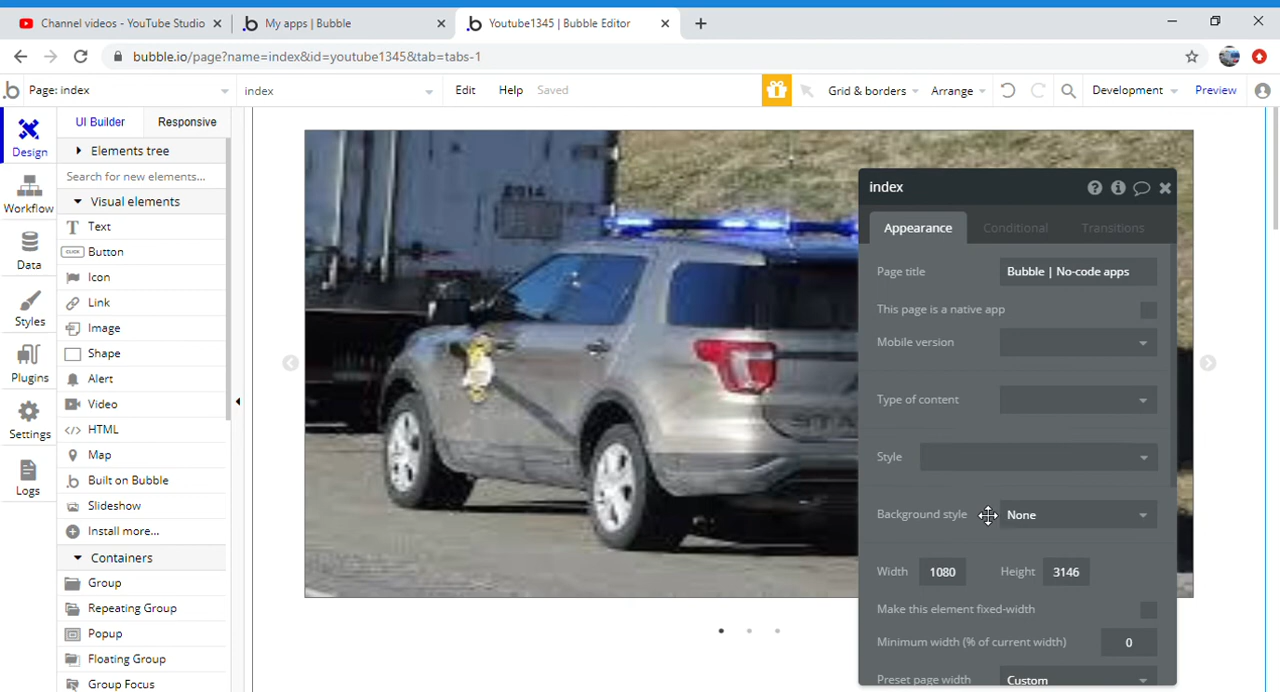 Channel videos - YouTube Studio
My apps | Bubble
Youtube1345 | Bubble Editor
bubble.io/page?name=index&id=youtube1345&tab=tabs-1
Page: index
index
Edit
Help
Saved
Grid & borders
Arrange
Development
Preview
Design
Workflow
Data
Styles
Plugins
Settings
Logs
UI Builder
Responsive
Elements tree
Search for new elements...
Visual elements
Text
CLICK Button
Icon
Link
Image
Shape
Alert
Video
HTML
Map
Built on Bubble
Slideshow
Install more...
Containers
Group
Repeating Group
Popup
Floating Group
Group Focus
2014
STA
index
Appearance
Conditional
Transitions
Page title
Bubble | No-code apps
This page is a native app
Mobile version
Type of content
Style
Background style
None
Width
1080
Height
3146
Make this element fixed-width
Minimum width (% of current width)
0
Preset page width
Custom